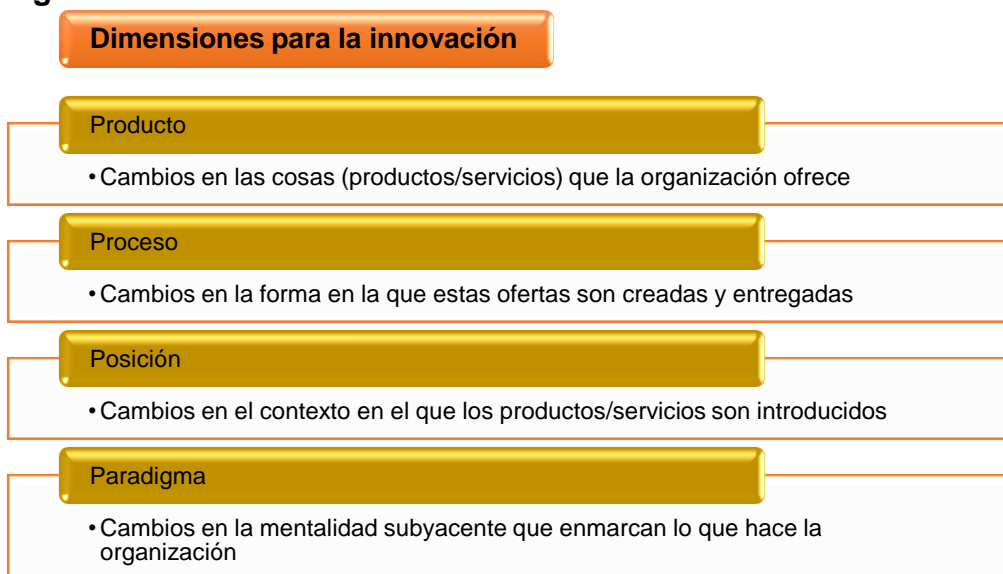 Dimensiones para la innovación
Producto
•Cambios en las cosas (productos/servicios) que la organización ofrece
Proceso
•Cambios en la forma en la que estas ofertas son creadas y entregadas
Posición
•Cambios en el contexto en el que los productos/servicios son introducidos
Paradigma
•Cambios en la mentalidad subyacente que enmarcan lo que hace la
organización